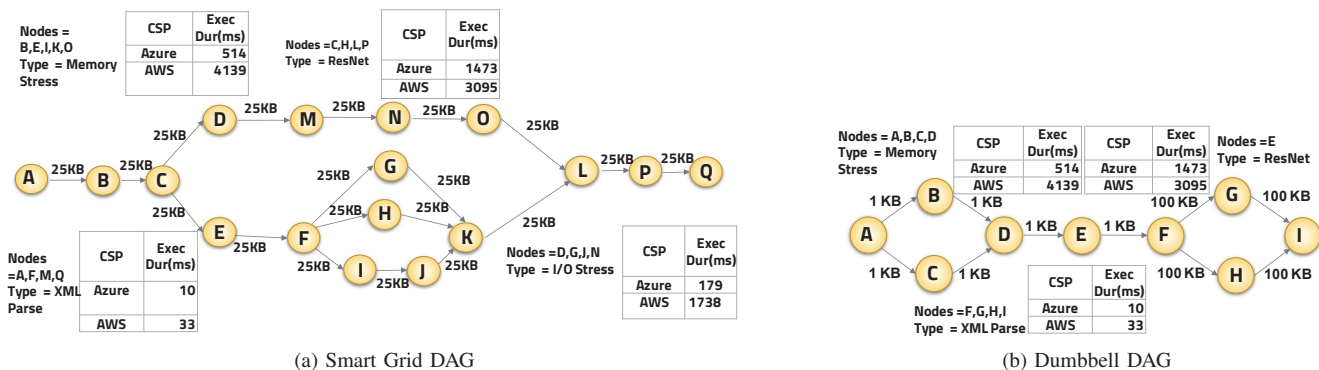 Nodes =
B,E,I,K,O
Type = Memory
Stress
CSP Exec
Dur(ms)
Azure 514
AWS 4139
Nodes =C,H,L,P
Type = ResNet
CSP Exec
Dur(ms)
Azure 1473
AWS 3095
25KB 25KB 25KB 25KB
D M N O
25KB 25KB
G
A 25KB B 25KB C
25KB 25KB
L 25KB P 25KB Q
25KB H 25KB
25KB E 25KB F
K 25KB
25KB I 25KB J 25KB
Nodes
=A,F,M,Q
Type = XML
Parse
CSP Exec
Dur(ms)
Azure 10
AWS 33
Nodes =D,G,J,N
Type = I/O Stress
CSP Exec
Dur(ms)
Azure 179
AWS 1738
(a) Smart Grid DAG
Nodes = A,B,C,D
Type = Memory
Stress
CSP Exec
Dur(ms)
Azure 514
AWS 4139
CSP Exec
Dur(ms)
Azure 1473
AWS 3095
Nodes =E
Type = ResNet
B G
1 KB 1 KB 100 KB 100 KB
A D 1 KB E 1 KB F I
1 KB 1 KB 100 KB 100 KB
C H
Nodes =F,G,H,I
Type = XML Parse
CSP Exec
Dur(ms)
Azure 10
AWS 33
(b) Dumbbell DAG